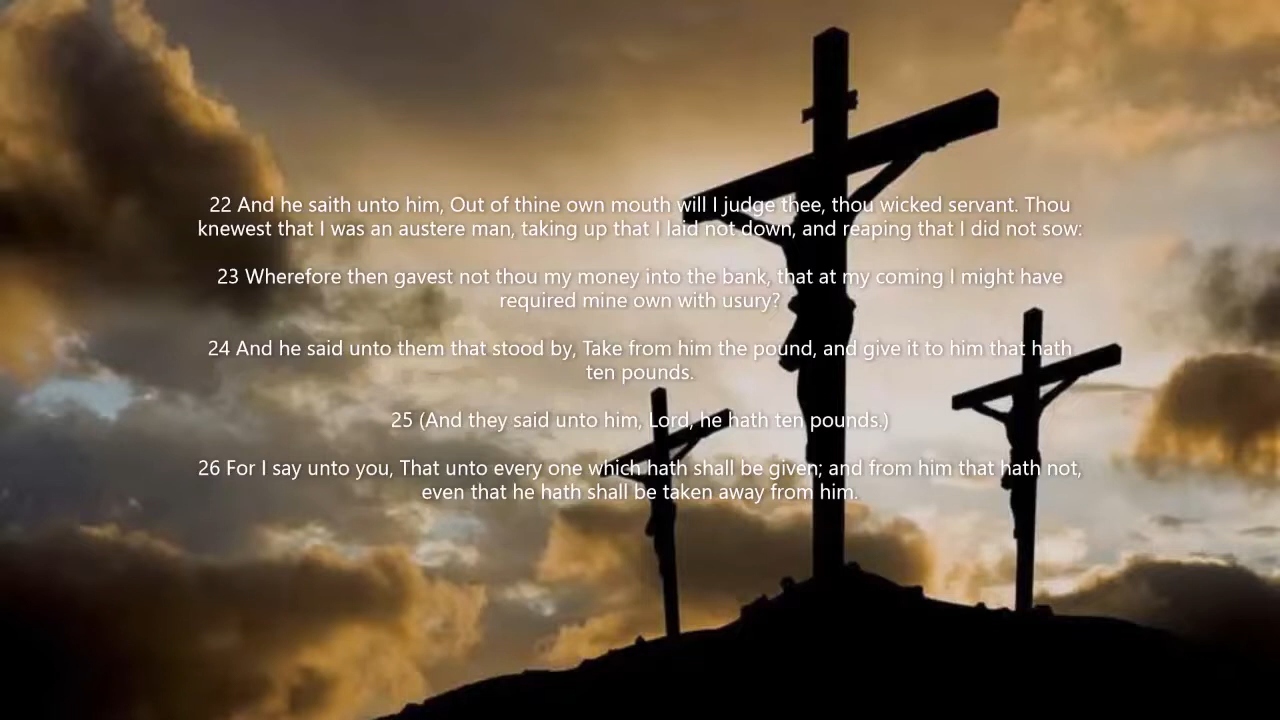 22 And he saith unto him, Out of thine own mouth will I judge thee, thou wicked servant. Thou
knewest that I was an austere man, taking up that I laid not down, and reaping that I did not sow:
23 Wherefore then gavest not thou my money into the bank, that at my coming I might have
required mine own with usury?
24 And he said unto them that stood by, Take from him the pound, and give it to him that hath
ten pounds.
25 (And they said unto him, Lord, he hath ten pounds.)
26 For I say unto you, That unto every one which hath shall be given; and from him that hath not,
even that he hath shall be taken away from him.